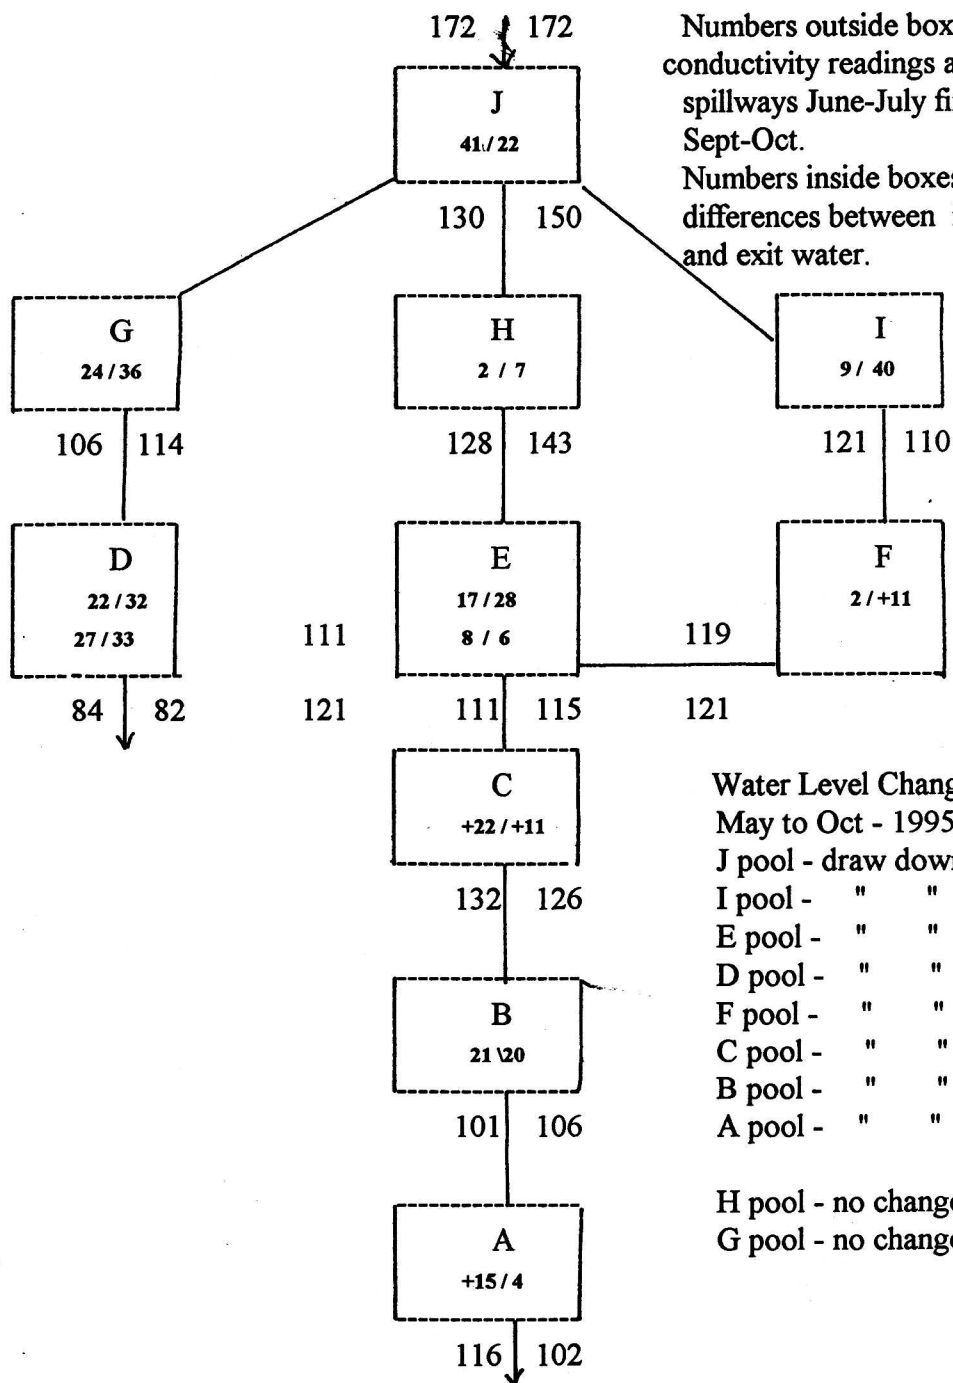 172 172
Numbers outside box
conductivity readings a
spillways June-July fi
Sept-Oct.
Numbers inside boxes
differences between
and exit water.
J
41 / 22
130 150
G
24 / 36
H
2 / 7
I
9 / 40
106 114
128 143
121 110
D
22 / 32
27 / 33
E
17 / 28
8 / 6
F
2 / +11
111
119
84 82
121
111 115
121
C
+22 / +11
132 126
B
21 \20
101 106
A
+15 / 4
116 102
Water Level Chang
May to Oct - 1995
J pool - draw down
I pool - " "
E pool - " "
D pool - " "
F pool - " "
C pool - " "
B pool - " "
A pool - " "
H pool - no change
G pool - no change